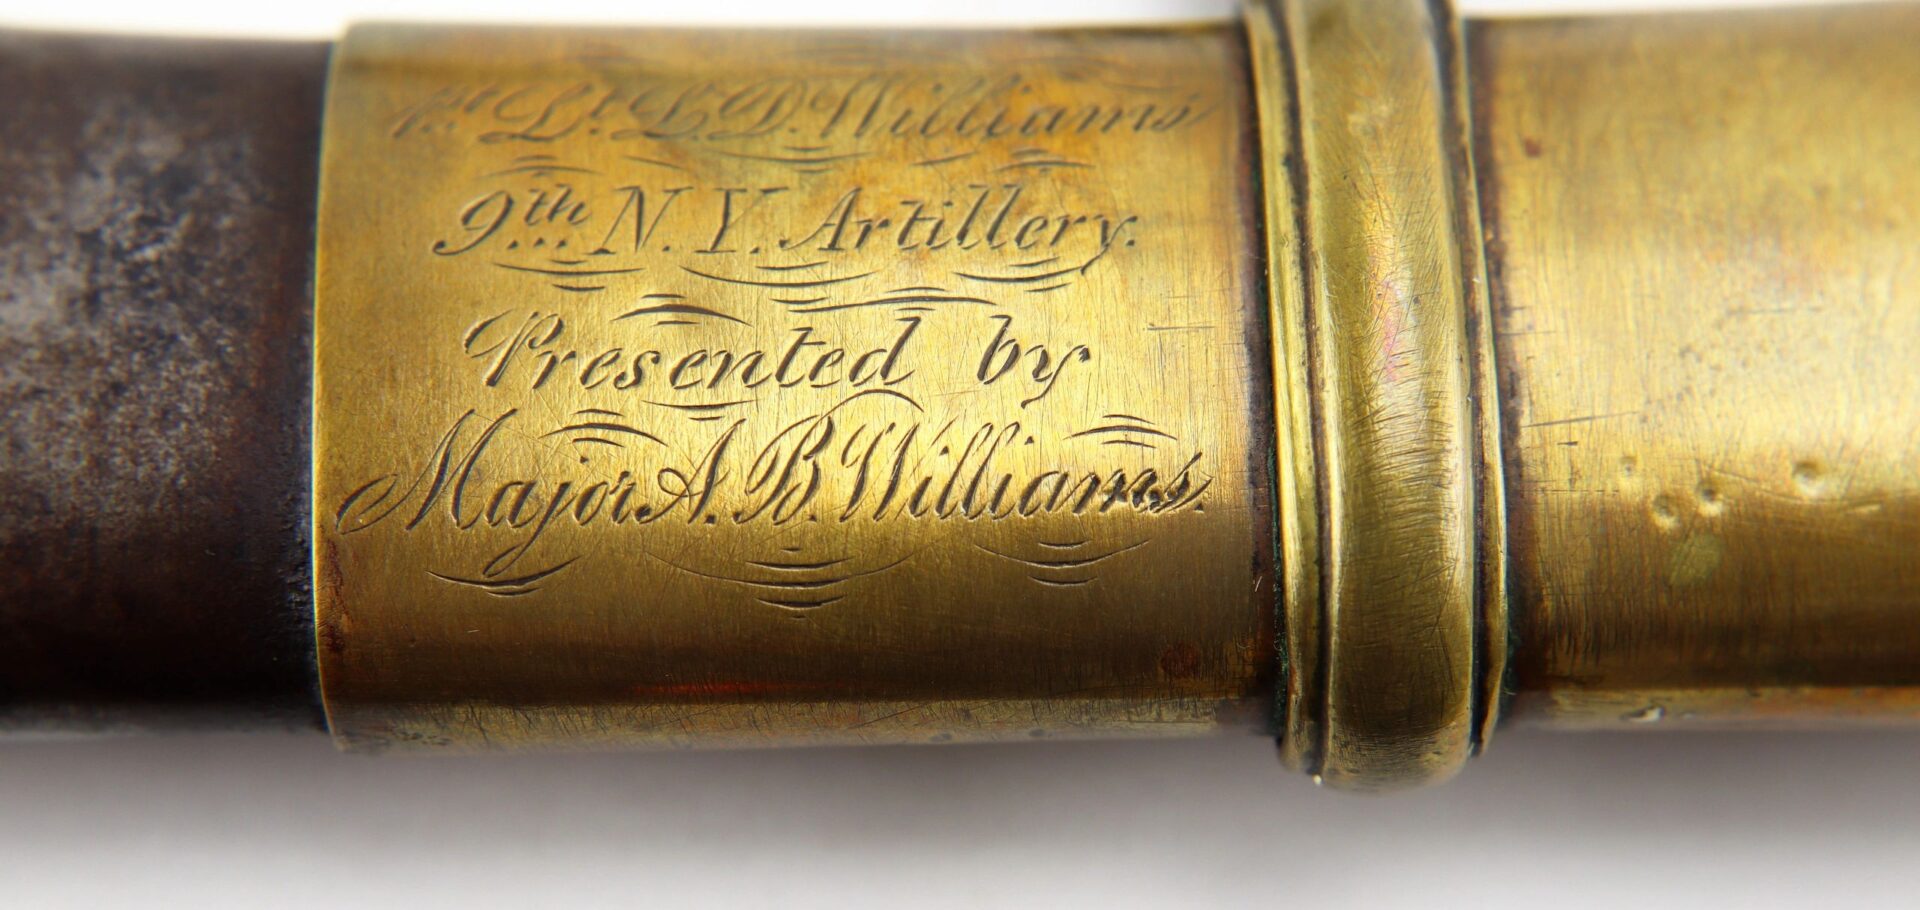 1st Lt. L. D. Williams
9th N. Y. Artillery.
Presented by
Major A. B. Williams.